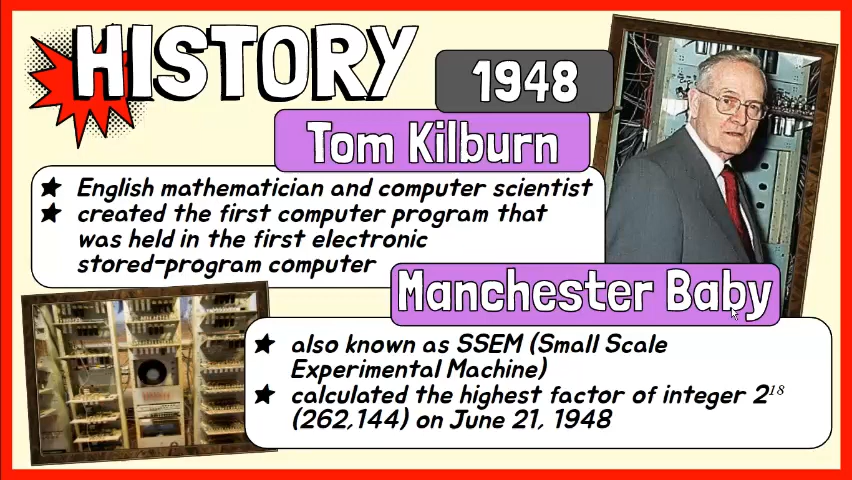 HISTORY
1948
Tom Kilburn
★ English mathematician and computer scientist
★ created the first computer program that
was held in the first electronic
stored-program computer
Manchester Baby
★ also known as SSEM (Small Scale
Experimental Machine)
★ calculated the highest factor of integer 2¹⁸
(262,144) on June 21, 1948